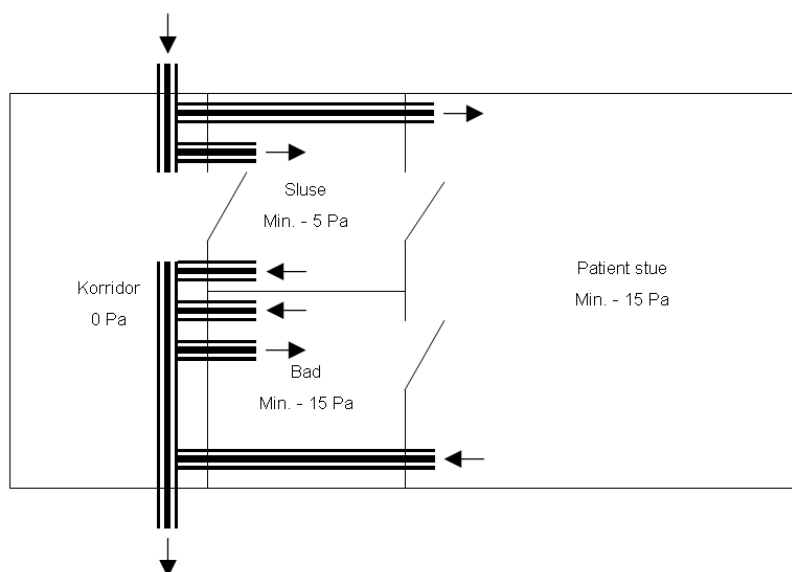 Sluse
Min. - 5 Pa
Korridor
0 Pa
Patient stue
Min. - 15 Pa
Bad
Min. - 15 Pa